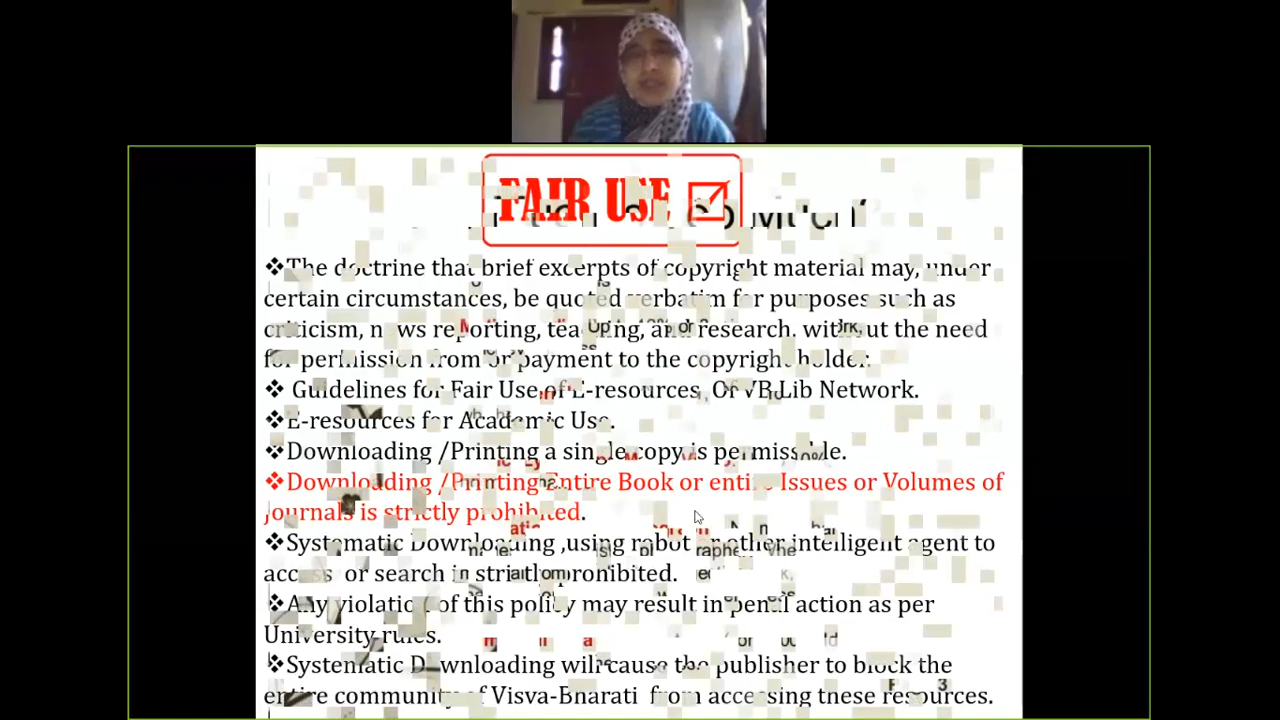 FAIR USE
❖The doctrine that brief excerpts of copyright material may, under
certain circumstances, be quoted verbatim for purposes such as
criticism, news reporting, teaching, and research. without the need
for permission from or payment to the copyright holder.
❖ Guidelines for Fair Use of E-resources, Of VB Lib Network.
❖E-resources for Academic Use.
❖Downloading /Printing a single copy is permissable.
❖Downloading /Printing Entire Book or entire Issues or Volumes of
journals is strictly prohibited.
❖Systematic Downloading ,using rabot or other intelligent agent to
access or search in striatly prohibited.
❖Any violation of this policy may result in action as per
University rules.
❖Systematic Downloading will cause the publisher to block the
entire community of Visva-Bharati from accessing these resources.